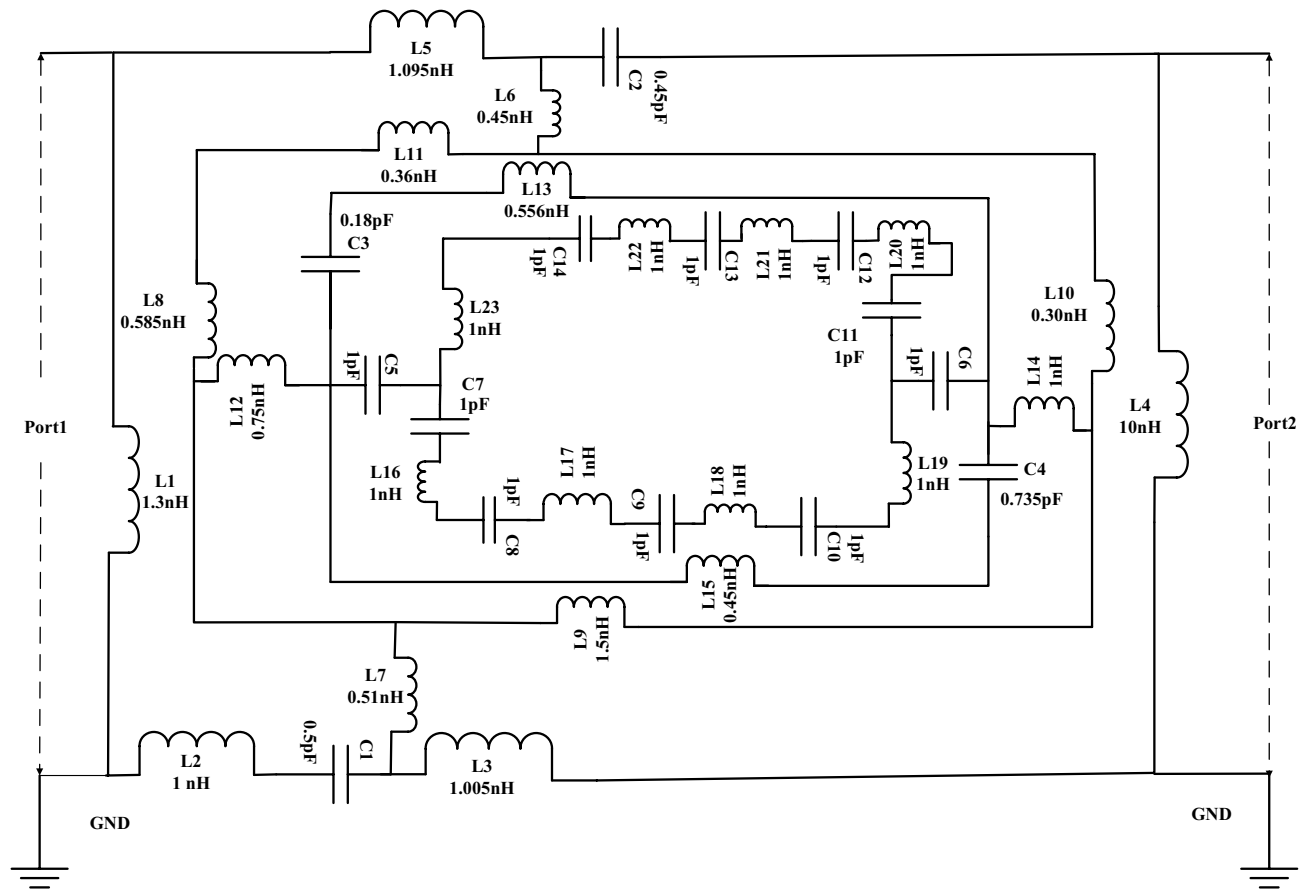 L5
1.095nH
C2
0.45pF
L6
0.45nH
L11
0.36nH
L13
0.556nH
0.18pF
C3
C14
1pF
L22
1nH
C13
1pF
L21
1nH
C12
1pF
L20
1nH
L8
0.585nH
L23
1nH
L10
0.30nH
C11
1pF
C6
1pF
L14
1nH
L12
0.75nH
C5
1pF
C7
1pF
L4
10nH
Port1
Port2
L1
1.3nH
L16
1nH
L17
1nH
L18
1nH
L19
1nH
C4
0.735pF
C8
1pF
C9
1pF
C10
1pF
L15
0.45nH
L9
1.5nH
L7
0.51nH
L2
1 nH
0.5pF
C1
L3
1.005nH
GND
GND